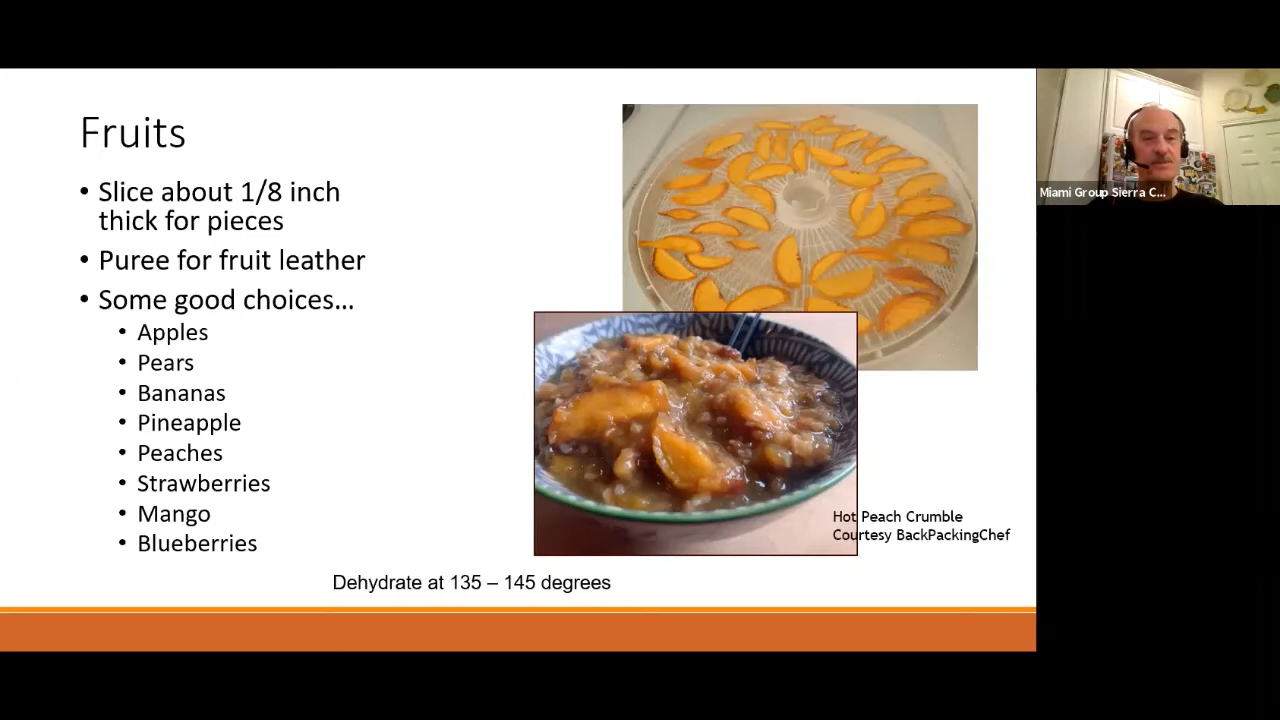 Fruits
• Slice about 1/8 inch
thick for pieces
• Puree for fruit leather
• Some good choices...
• Apples
• Pears
• Bananas
• Pineapple
• Peaches
• Strawberries
• Mango
• Blueberries
Hot Peach Crumble
Courtesy BackPackingChef
Dehydrate at 135 – 145 degrees
Miami Group Sierra C...